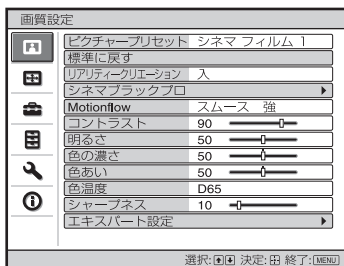 画質設定
ピクチャープリセット シネマ フィルム 1
標準に戻す
リアリティークリエーション 入
シネマブラックプロ
Motionflow スムース 強
コントラスト 90
明るさ 50
色の濃さ 50
色あい 50
色温度 D65
シャープネス 10
エキスパート設定
選択: 決定: 終了:MENU